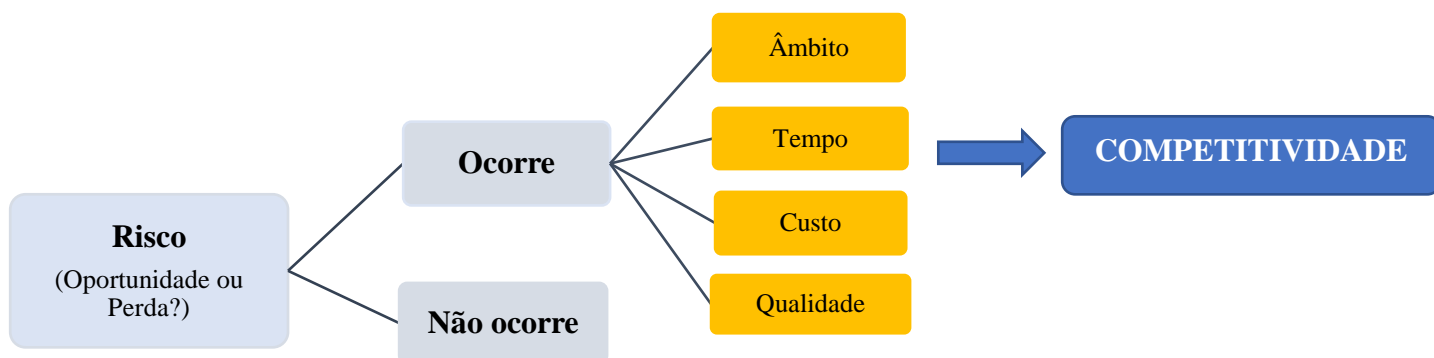 Risco
(Oportunidade ou
Perda?)
Ocorre
Não ocorre
Âmbito
Tempo
Custo
Qualidade
COMPETITIVIDADE